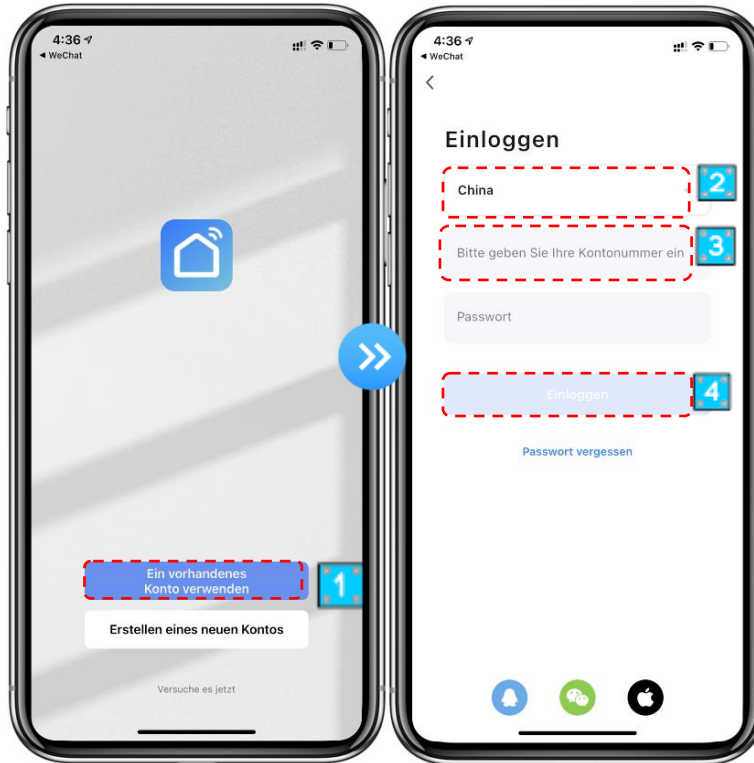 4:36
◀ WeChat
Ein vorhandenes
Konto verwenden
1
Erstellen eines neuen Kontos
Versuche es jetzt
4:36
◀ WeChat
Einloggen
China
2
Bitte geben Sie Ihre Kontonummer ein
3
Passwort
Einloggen
4
Passwort vergessen